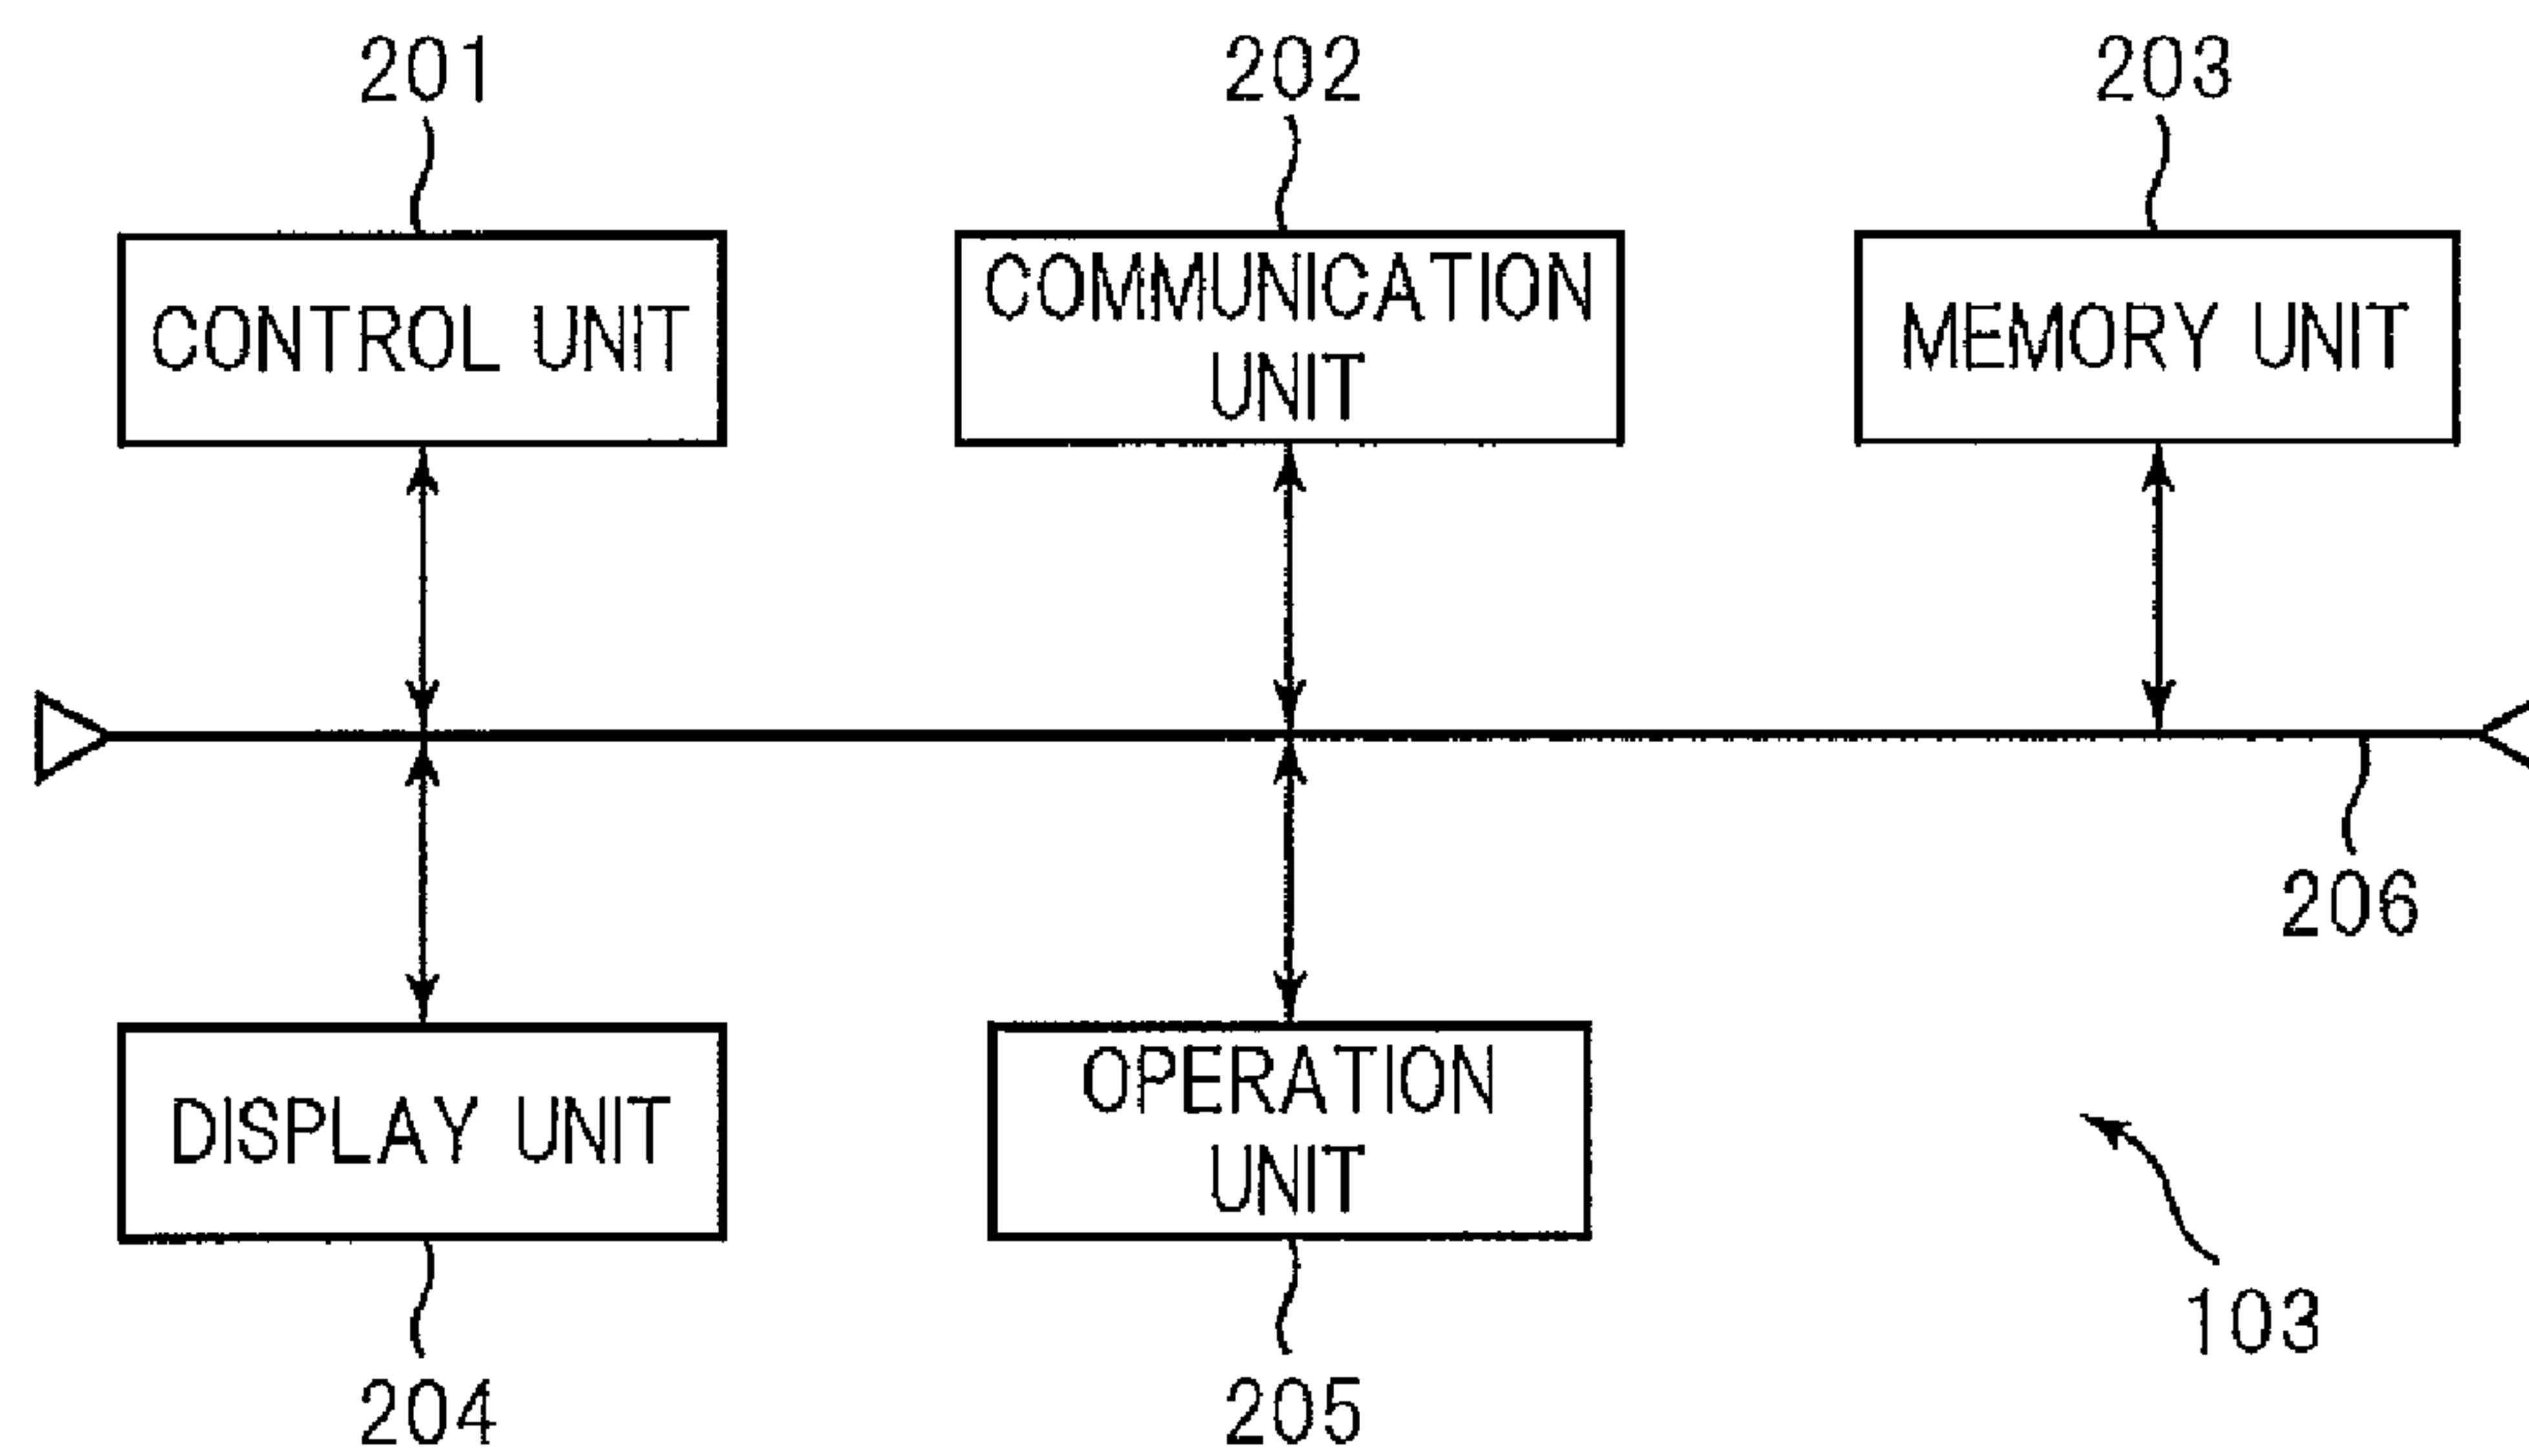 201
202
203
CONTROL UNIT
COMMUNICATION
UNIT
MEMORY UNIT
206
DISPLAY UNIT
OPERATION
UNIT
103
204
205